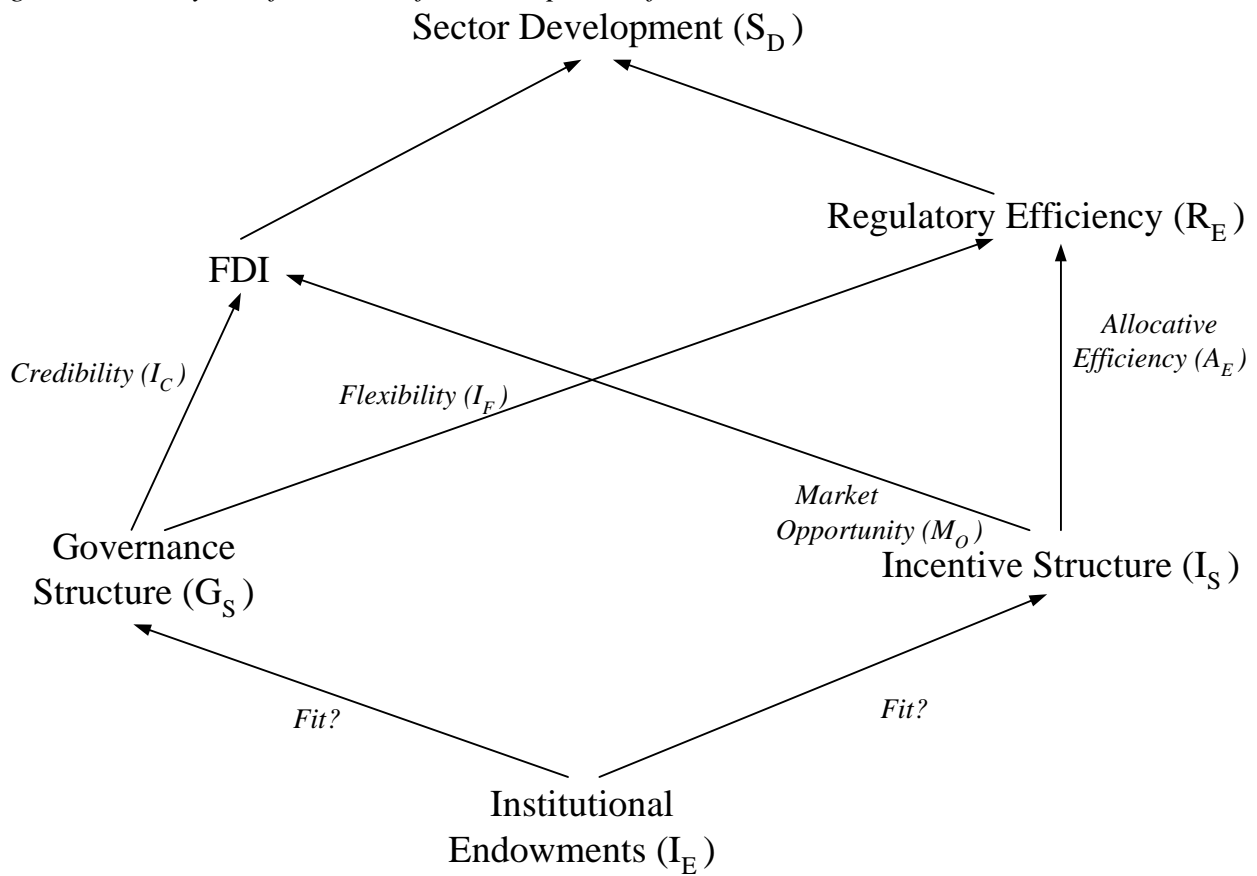 Sector Development (S_D)
Regulatory Efficiency (R_E)
FDI
Allocative
Efficiency (A_E)
Credibility (I_C)
Flexibility (I_F)
Market
Opportunity (M_O)
Governance
Structure (G_S)
Incentive Structure (I_S)
Fit?
Fit?
Institutional
Endowments (I_E)